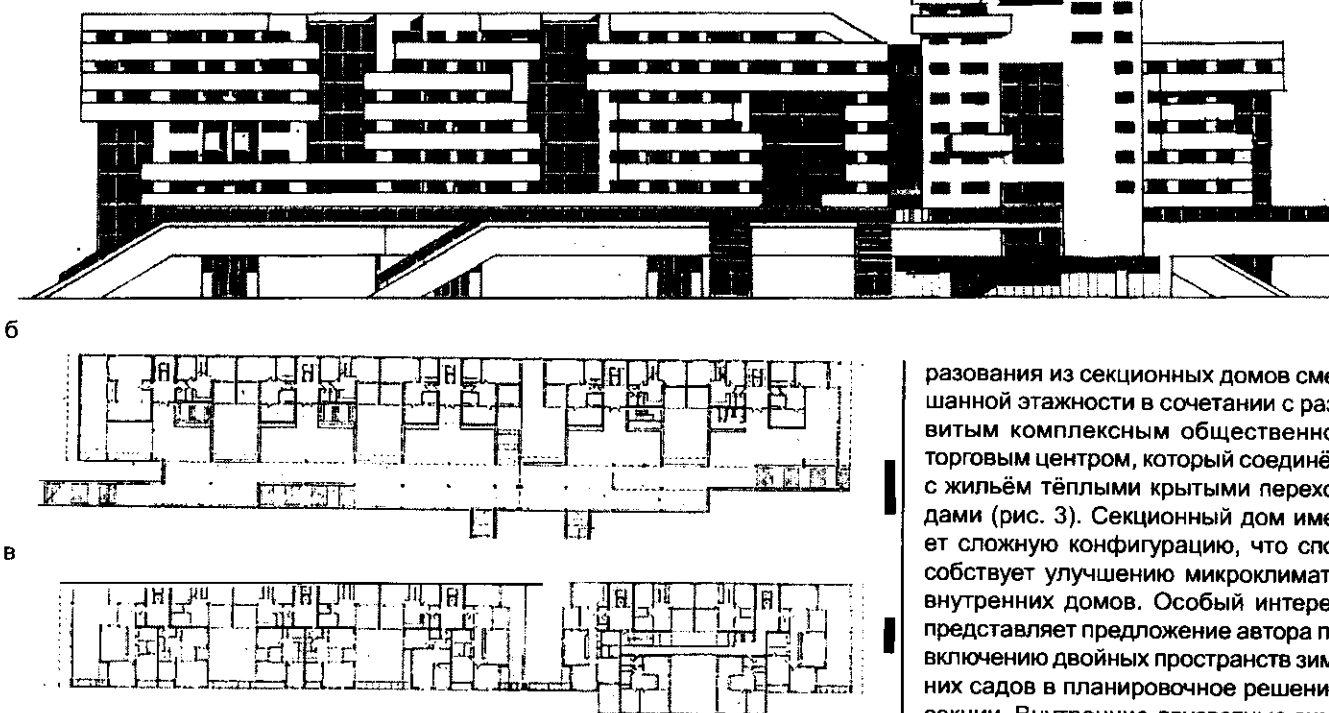 б
в
разования из секционных домов сме
шанной этажности в сочетании с раз
витым комплексным общественно
торговым центром, который соединё
с жильём тёплыми крытыми перехо
дами (рис. 3). Секционный дом име
ет сложную конфигурацию, что спо
собствует улучшению микроклимат
внутренних домов. Особый интере
представляет предложение автора п
включению двойных пространств зим
них садов в планировочное решени